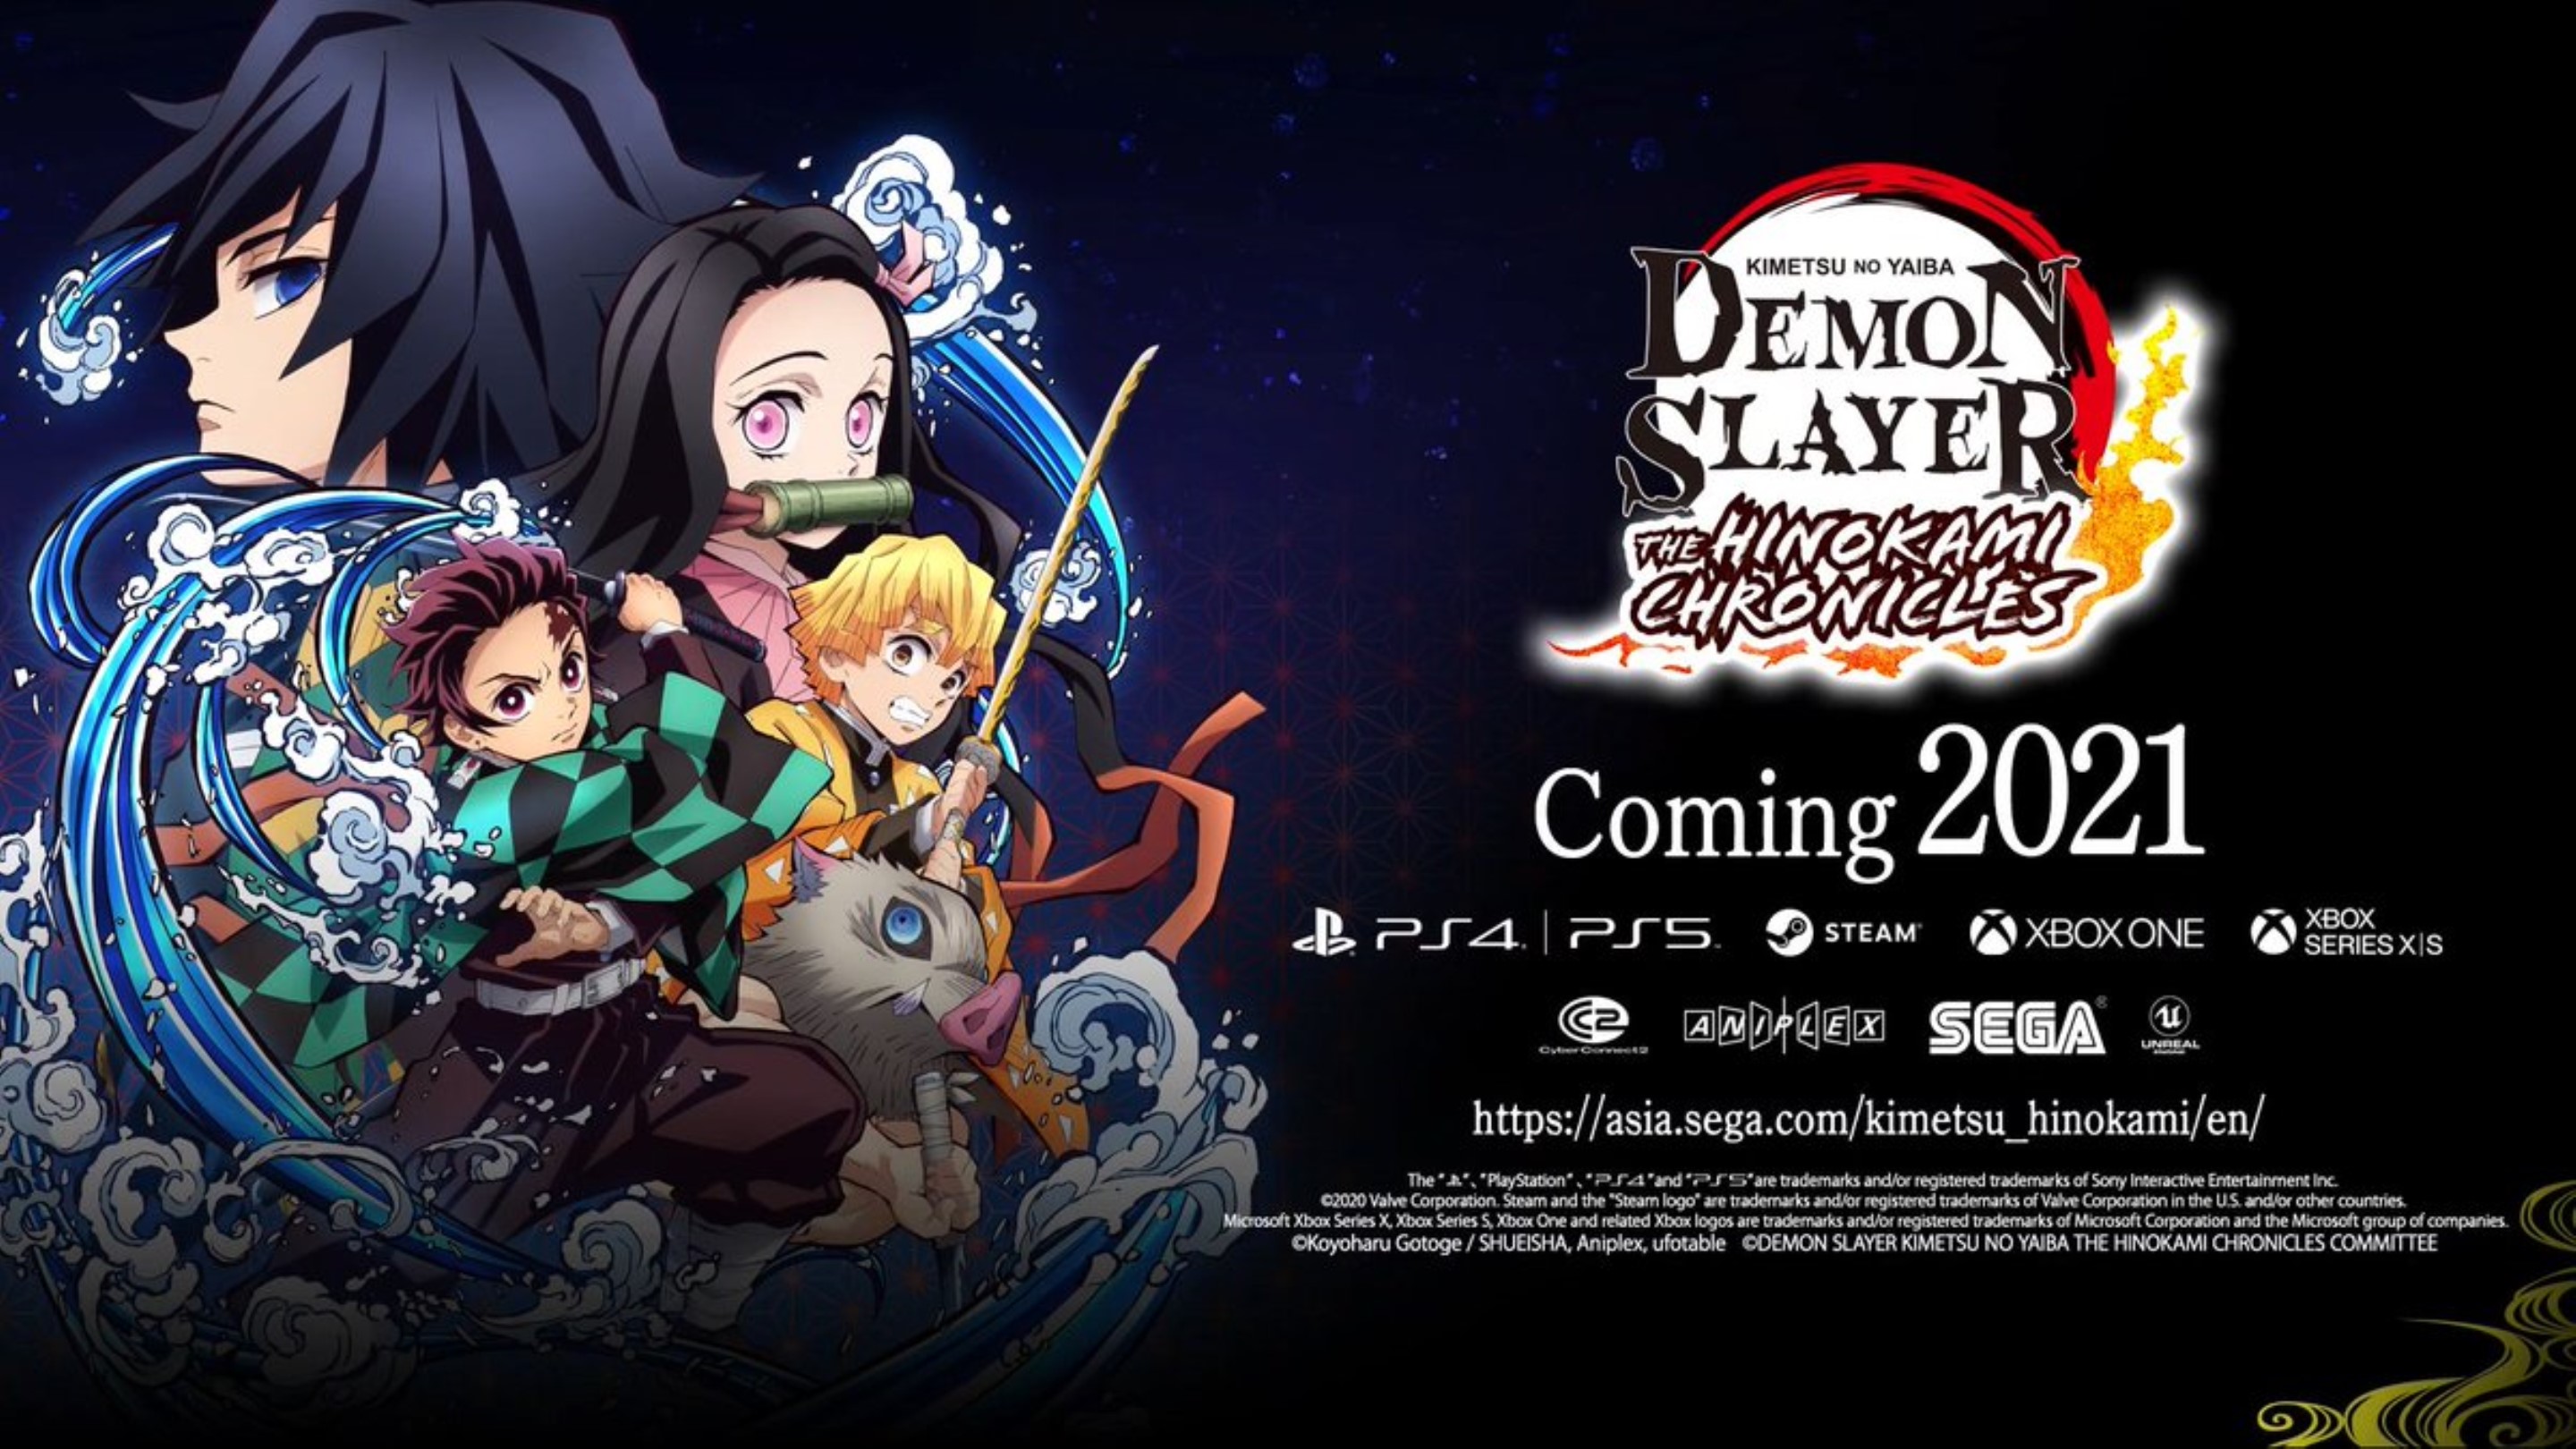 KIMETSU NO YAIBA
DEMON
SLAYER
THE HINOKAMI
CHRONICLES
Coming 2021
PS4 | PS5 STEAM XBOX ONE XBOX SERIES X|S
CyberConnect2 ANIPLEX SEGA® UNREAL
https://asia.sega.com/kimetsu_hinokami/en/
The " "、"PlayStation"、"PS4"and "PS5"are trademarks and/or registered trademarks of Sony Interactive Entertainment Inc.
©2020 Valve Corporation. Steam and the "Steam logo" are trademarks and/or registered trademarks of Valve Corporation in the U.S. and/or other countries.
Microsoft Xbox Series X, Xbox Series S, Xbox One and related Xbox logos are trademarks and/or registered trademarks of Microsoft Corporation and the Microsoft group of companies.
©Koyoharu Gotoge / SHUEISHA, Aniplex, ufotable ©DEMON SLAYER KIMETSU NO YAIBA THE HINOKAMI CHRONICLES COMMITTEE